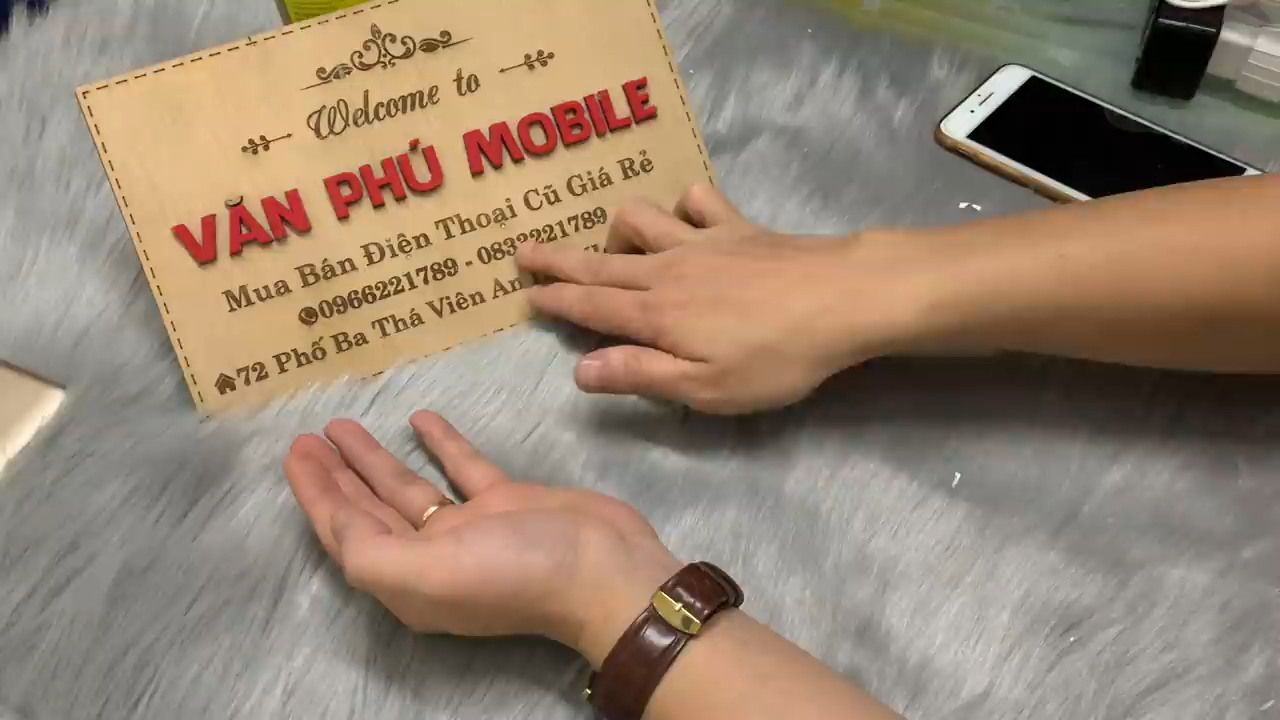 Welcome to
VĂN PHÚ MOBILE
Mua Bán Điện Thoại Cũ Giá Rẻ
0966221789 - 0833221789
72 Phố Ba Thá Viên An